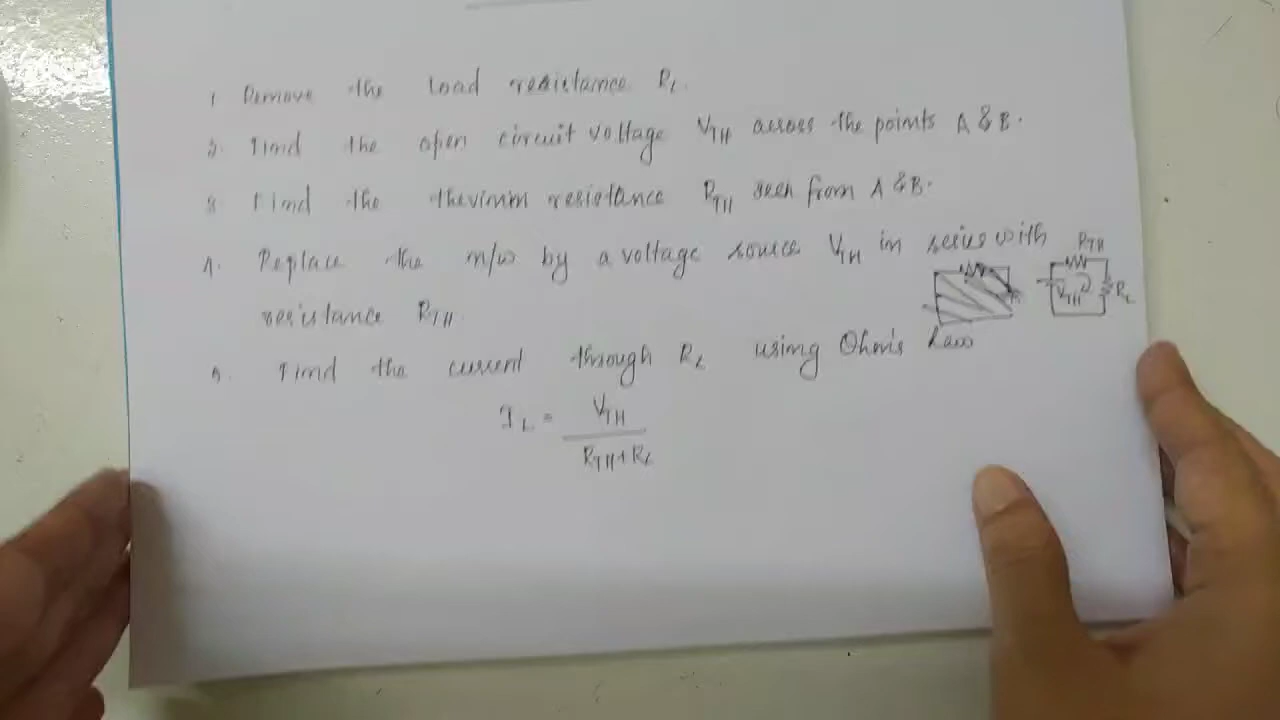 1. Remove the load resistance RL.
2. Find the open circuit voltage VTH across the points A & B.
3. Find the thevinin resistance RTH seen from A & B.
4. Replace the n/w by a voltage source VTH in series with
resistance RTH.
RTH
VTH
RL
5. Find the current through RL using Ohm's Law
IL = VTH
RTH+RL